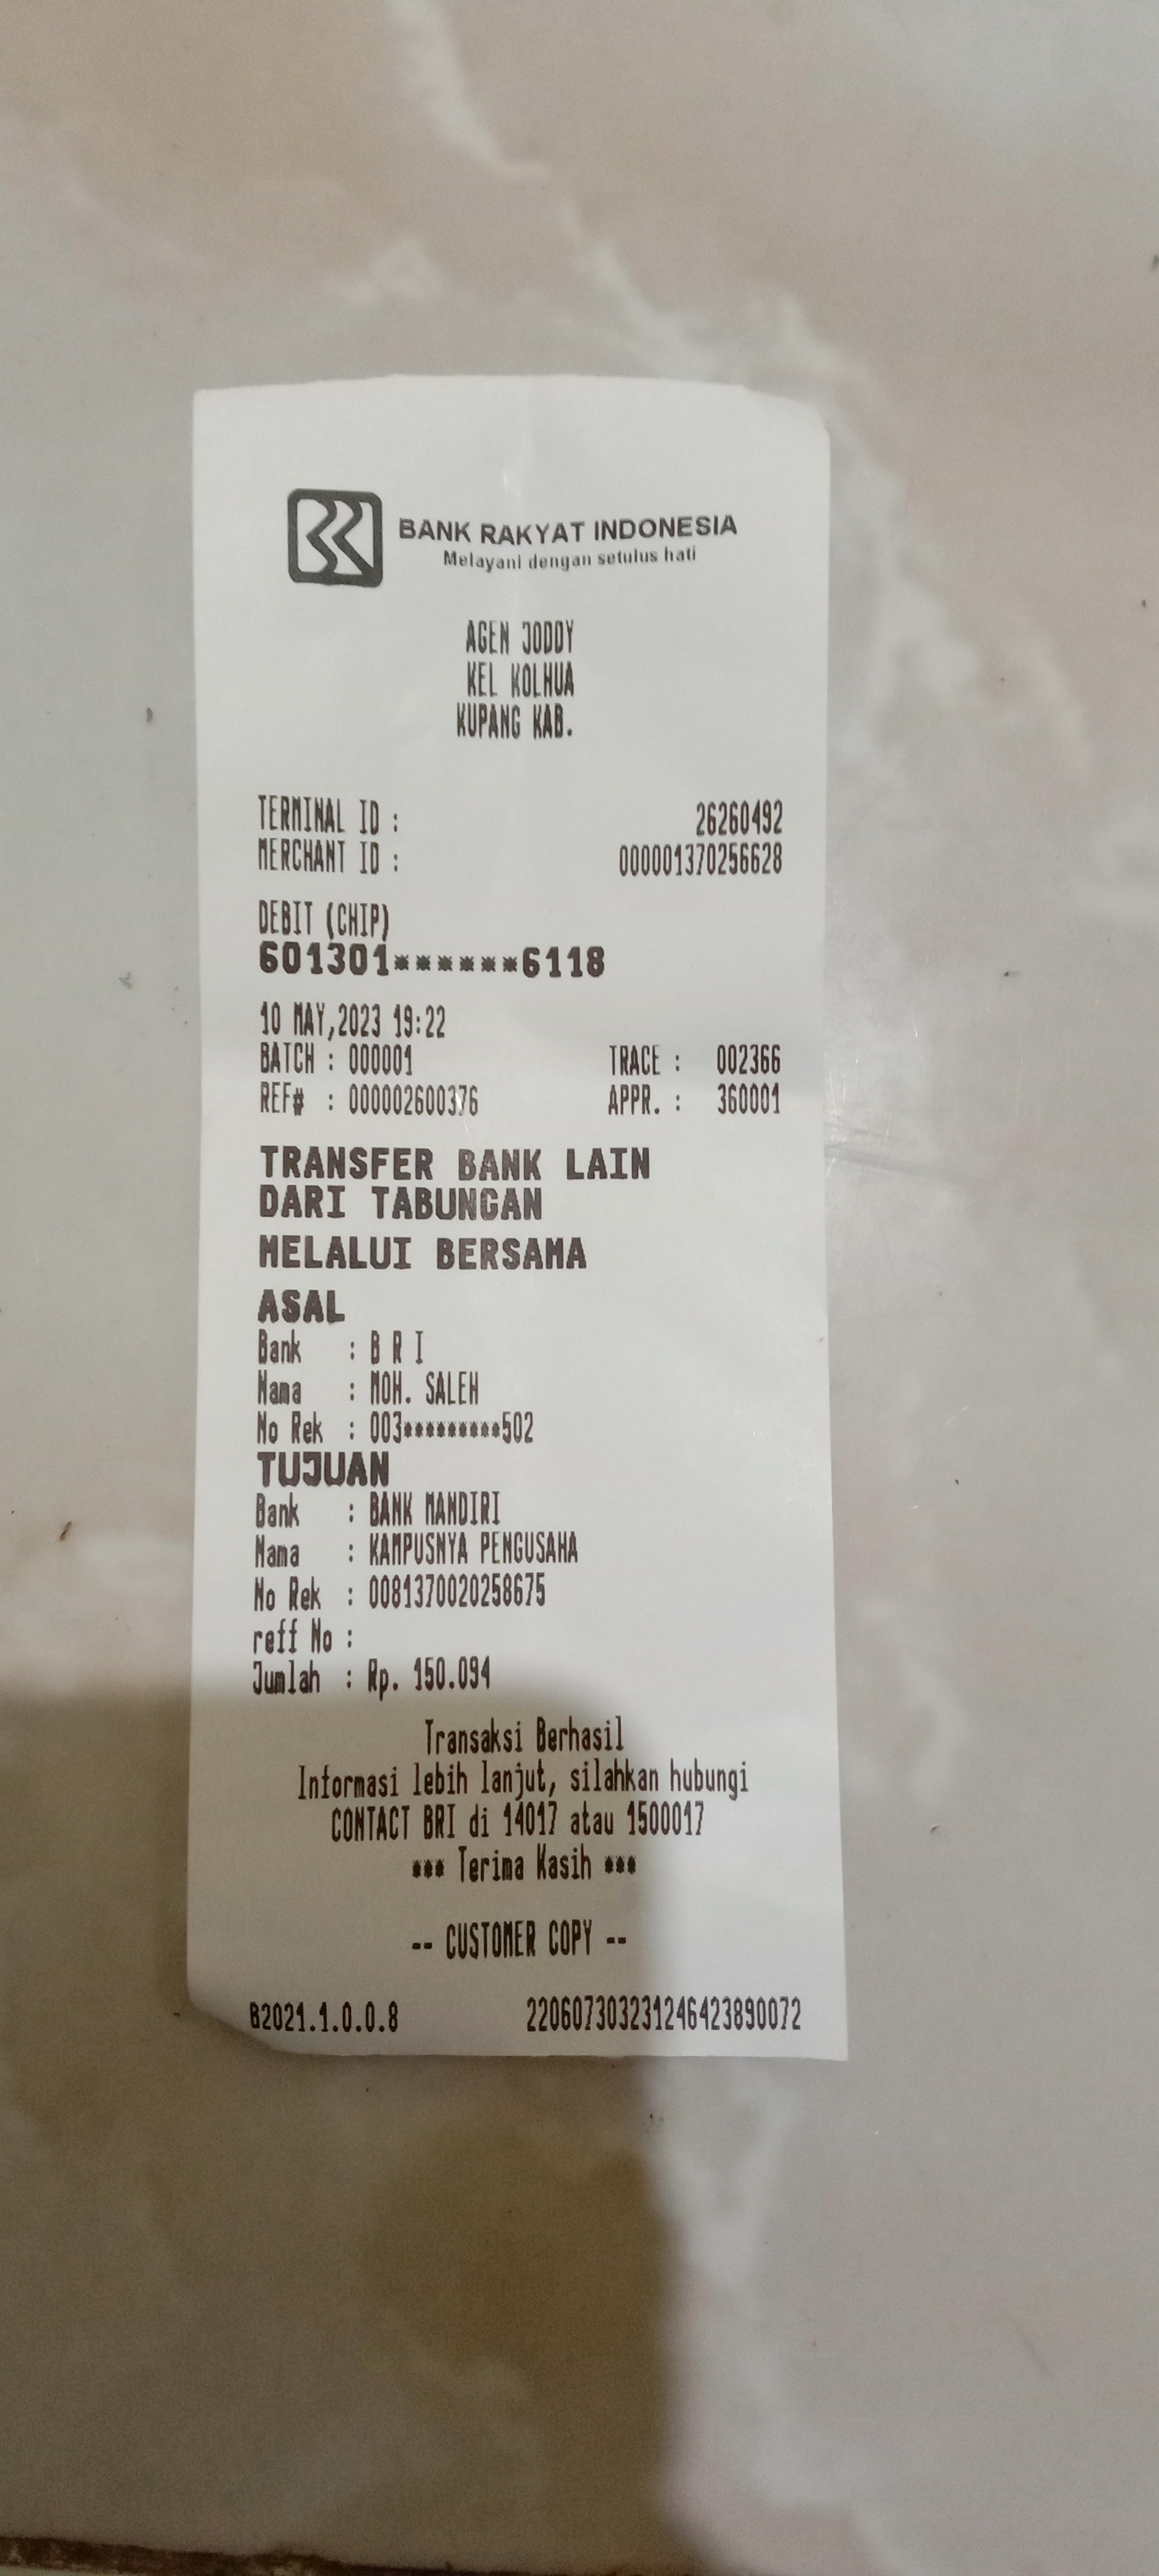 BANK RAKYAT INDONESIA
Melayani dengan setulus hati
AGEN JODDY
KEL KOLHUA
KUPANG KAB.
TERMINAL ID : 26260492
MERCHANT ID : 000001370256628
DEBIT (CHIP)
601301******6118
10 MAY,2023 19:22
BATCH : 000001 TRACE : 002366
REF# : 000002600376 APPR. : 360001
TRANSFER BANK LAIN
DARI TABUNGAN
MELALUI BERSAMA
ASAL
Bank : B R I
Nama : MOH. SALEH
No Rek : 003*********502
TUJUAN
Bank : BANK MANDIRI
Nama : KAMPUSNYA PENGUSAHA
No Rek : 0081370020258675
reff No :
Jumlah : Rp. 150.094
Transaksi Berhasil
Informasi lebih lanjut, silahkan hubungi
CONTACT BRI di 14017 atau 1500017
*** Terima Kasih ***
-- CUSTOMER COPY --
B2021.1.0.0.8 220607303231246423890072